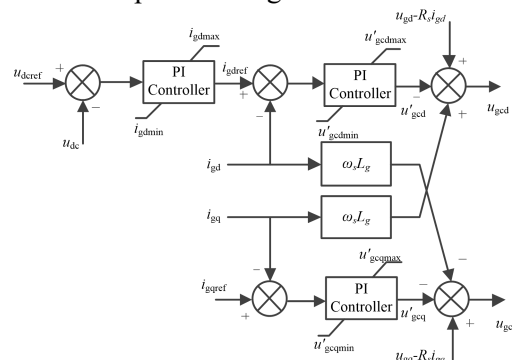 u_gd-R_s i_gd
i_gdmax
u'_gcdmax
u_dcref
+
PI
Controller
i_gdref
+
PI
Controller
u'_gcd
−
+
u_gcd
−
i_gdmin
−
u'_gcdmin
+
u_dc
i_gd
ω_s L_g
i_gq
ω_s L_g
−
u'_gcqmax
−
i_gqref
+
PI
Controller
u'_gcq
−
+
u'_gcqmin